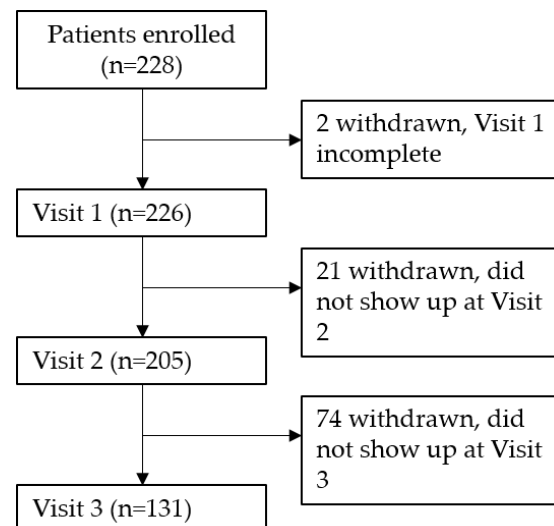 Patients enrolled
(n=228)
2 withdrawn, Visit 1
incomplete
Visit 1 (n=226)
21 withdrawn, did
not show up at Visit
2
Visit 2 (n=205)
74 withdrawn, did
not show up at Visit
3
Visit 3 (n=131)